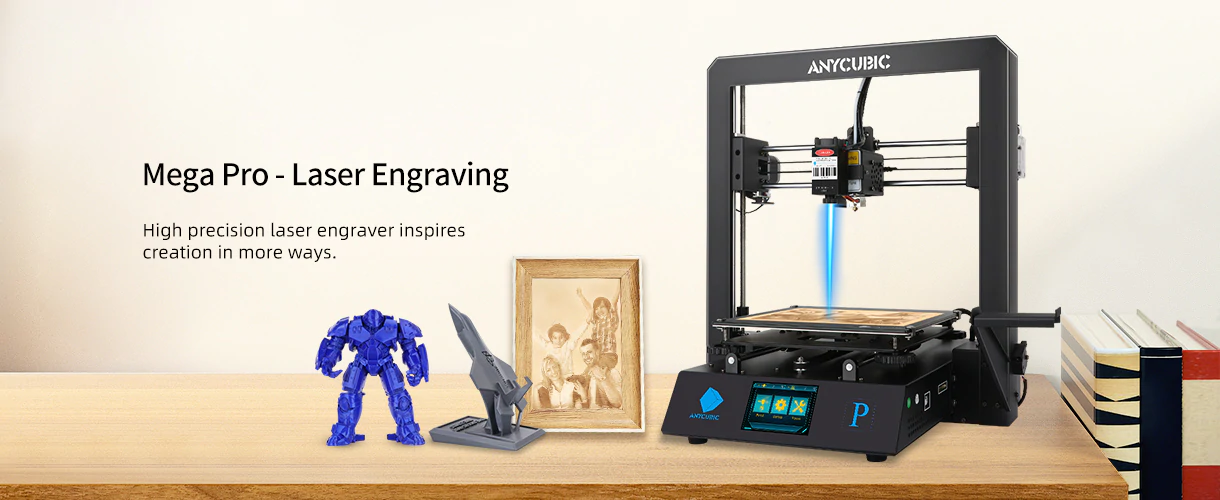 ANYCUBIC
Mega Pro - Laser Engraving
High precision laser engraver inspires
creation in more ways.
ANYCUBIC
P